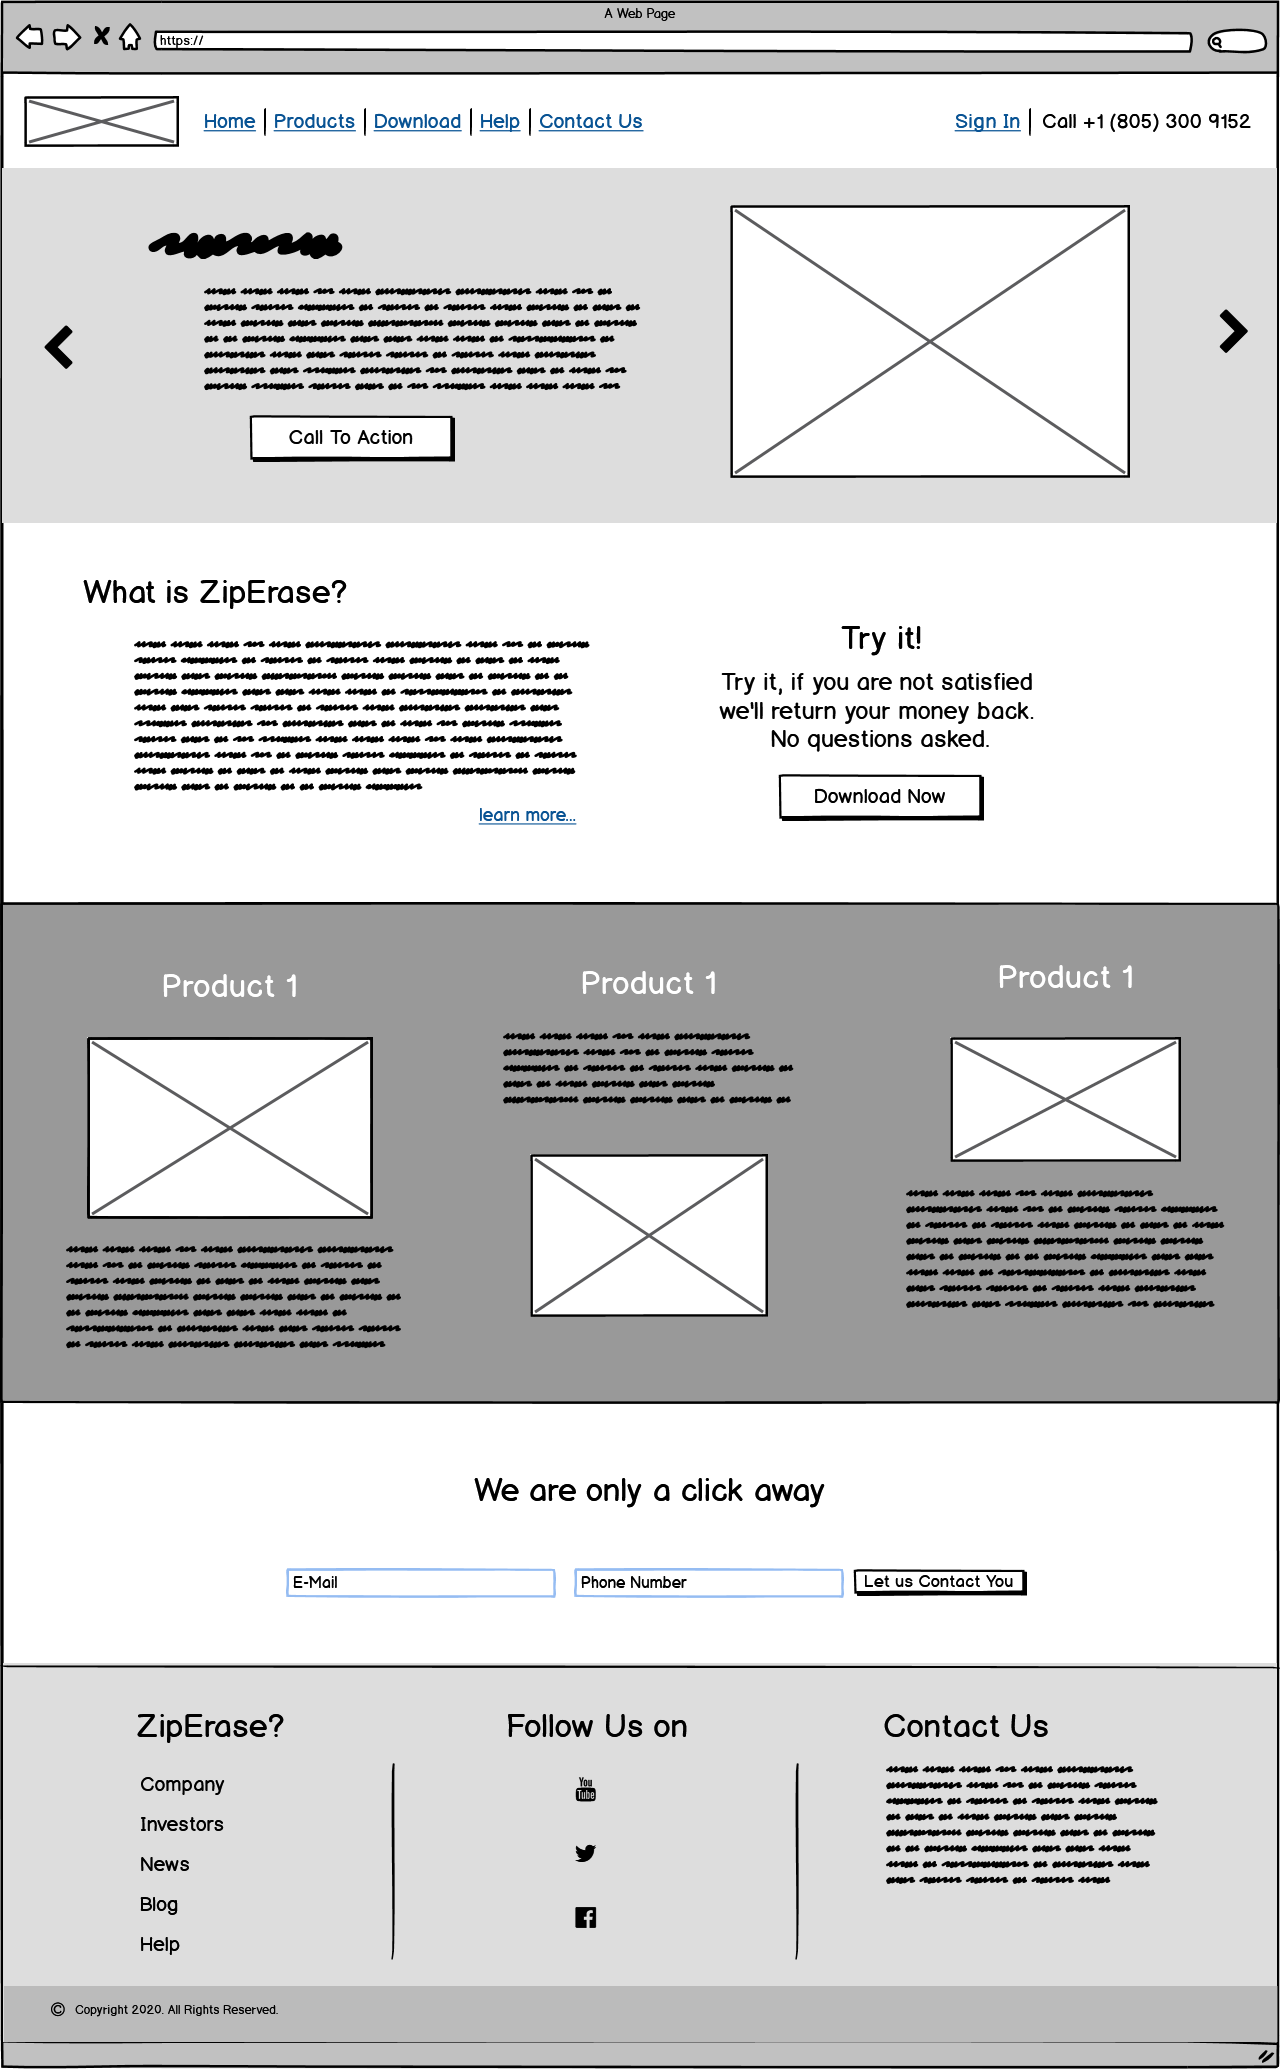 A Web Page
https://
Home Products Download Help Contact Us Sign In Call +1 (805) 300 9152
Call To Action
What is ZipErase?
learn more...
Try it!
Try it, if you are not satisfied
we'll return your money back.
No questions asked.
Download Now
Product 1
Product 1
Product 1
We are only a click away
E-Mail Phone Number Let us Contact You
ZipErase?
Company
Investors
News
Blog
Help
Follow Us on
You
Tube
Contact Us
© Copyright 2020. All Rights Reserved.